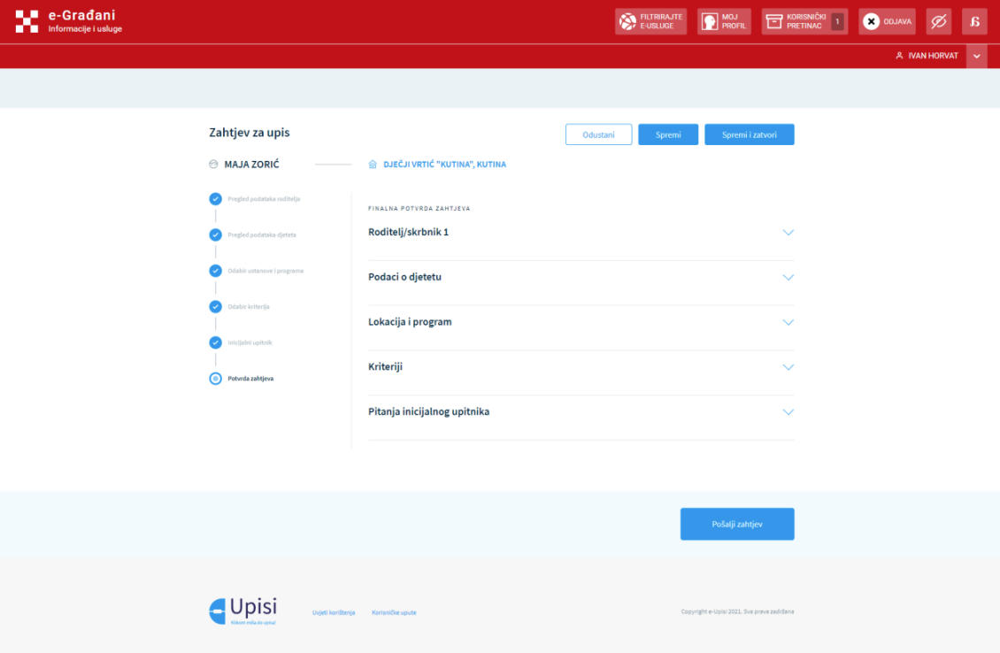 e-Građani
Informacije i usluge
FILTRIRAJTE
E-USLUGE
MOJ
PROFIL
KORISNIČKI
PRETINAC
1
ODJAVA
IVAN HORVAT
Zahtjev za upis
Odustani
Spremi
Spremi i zatvori
MAJA ZORIĆ
DJEČJI VRTIĆ "KUTINA", KUTINA
Pregled podataka roditelja
Pregled podataka djeteta
Odabir ustanove i programa
Odabir kriterija
Inicijalni upitnik
Potvrda zahtjeva
FINALNA POTVRDA ZAHTJEVA
Roditelj/skrbnik 1
Podaci o djetetu
Lokacija i program
Kriteriji
Pitanja inicijalnog upitnika
Pošalji zahtjev
Upisi
Klikom miša do upisa!
Uvjeti korištenja
Korisničke upute
Copyright e-Upisi 2021. Sva prava zadržana